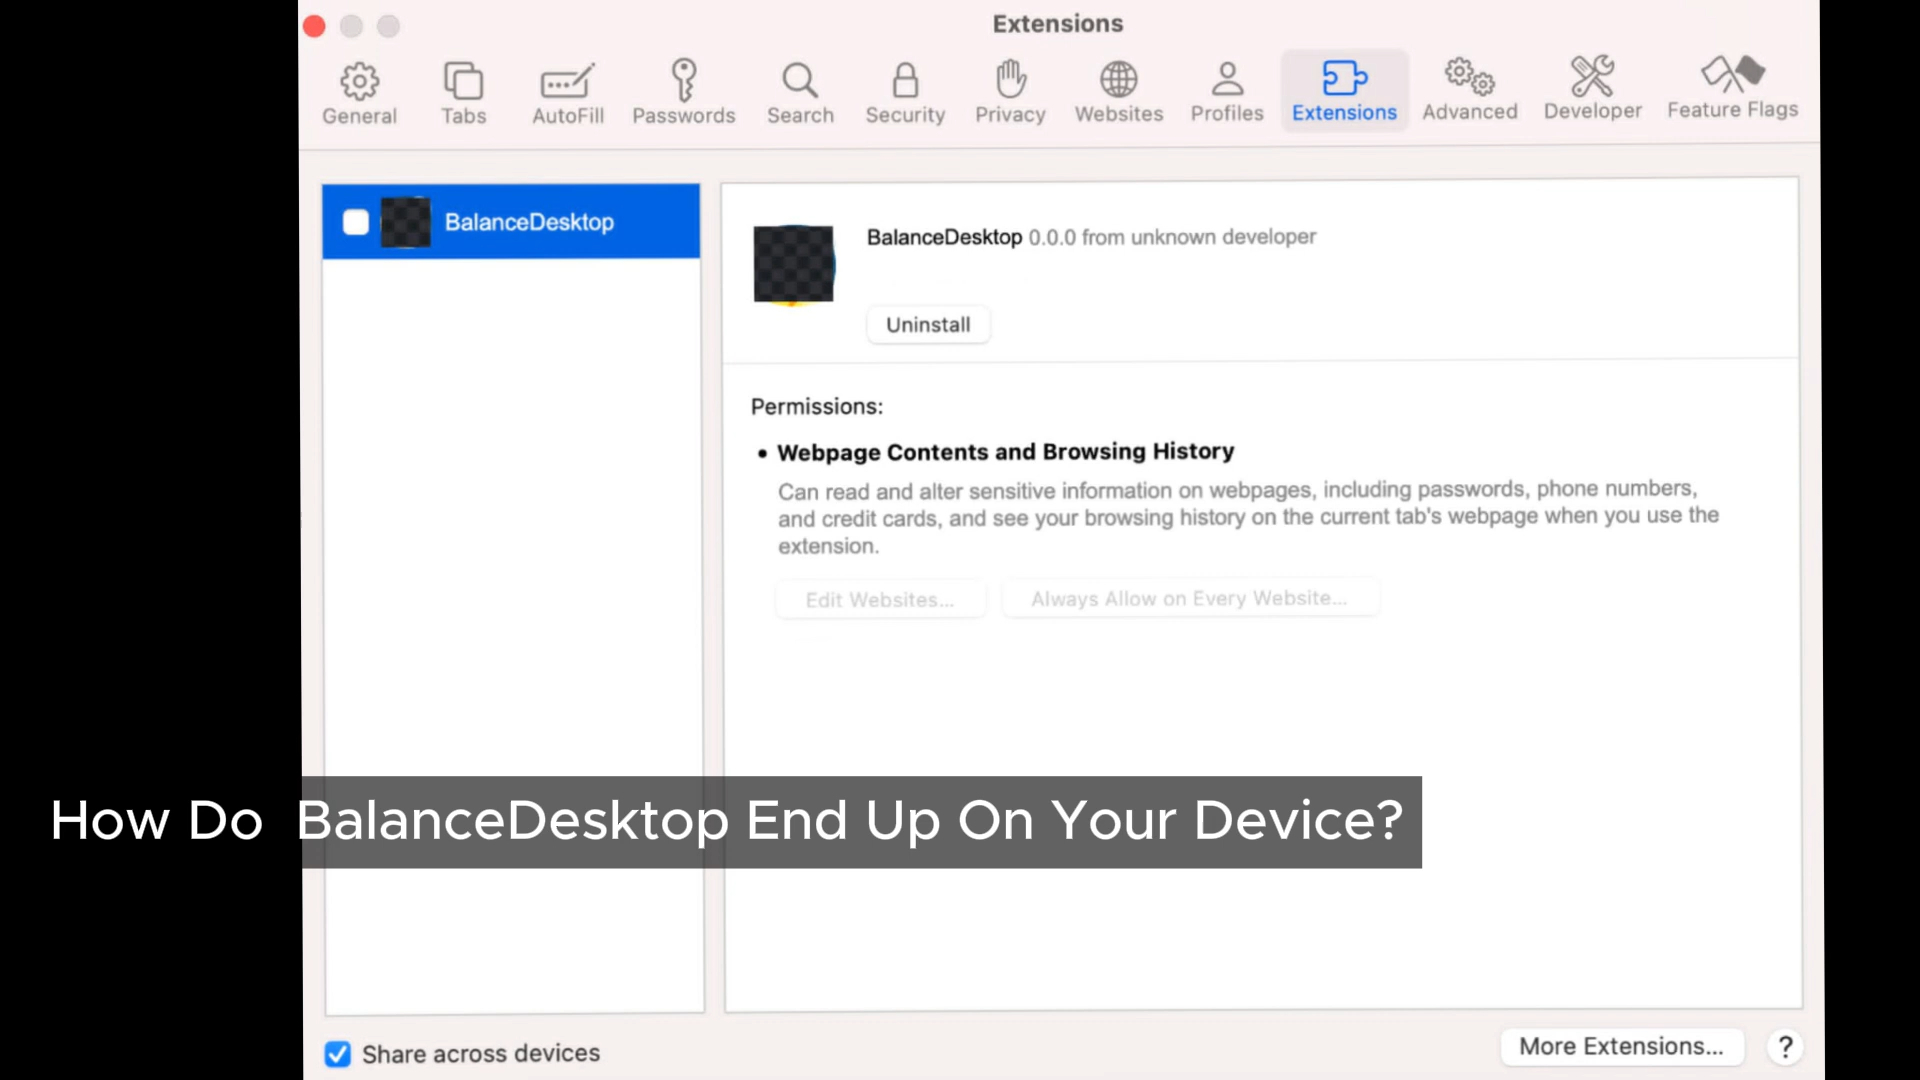 Extensions
General
Tabs
AutoFill
Passwords
Search
Security
Privacy
Websites
Profiles
Extensions
Advanced
Developer
Feature Flags
BalanceDesktop
BalanceDesktop 0.0.0 from unknown developer
Uninstall
Permissions:
• Webpage Contents and Browsing History
Can read and alter sensitive information on webpages, including passwords, phone numbers,
and credit cards, and see your browsing history on the current tab's webpage when you use the
extension.
Edit Websites...
Always Allow on Every Website...
How Do BalanceDesktop End Up On Your Device?
Share across devices
More Extensions...
?